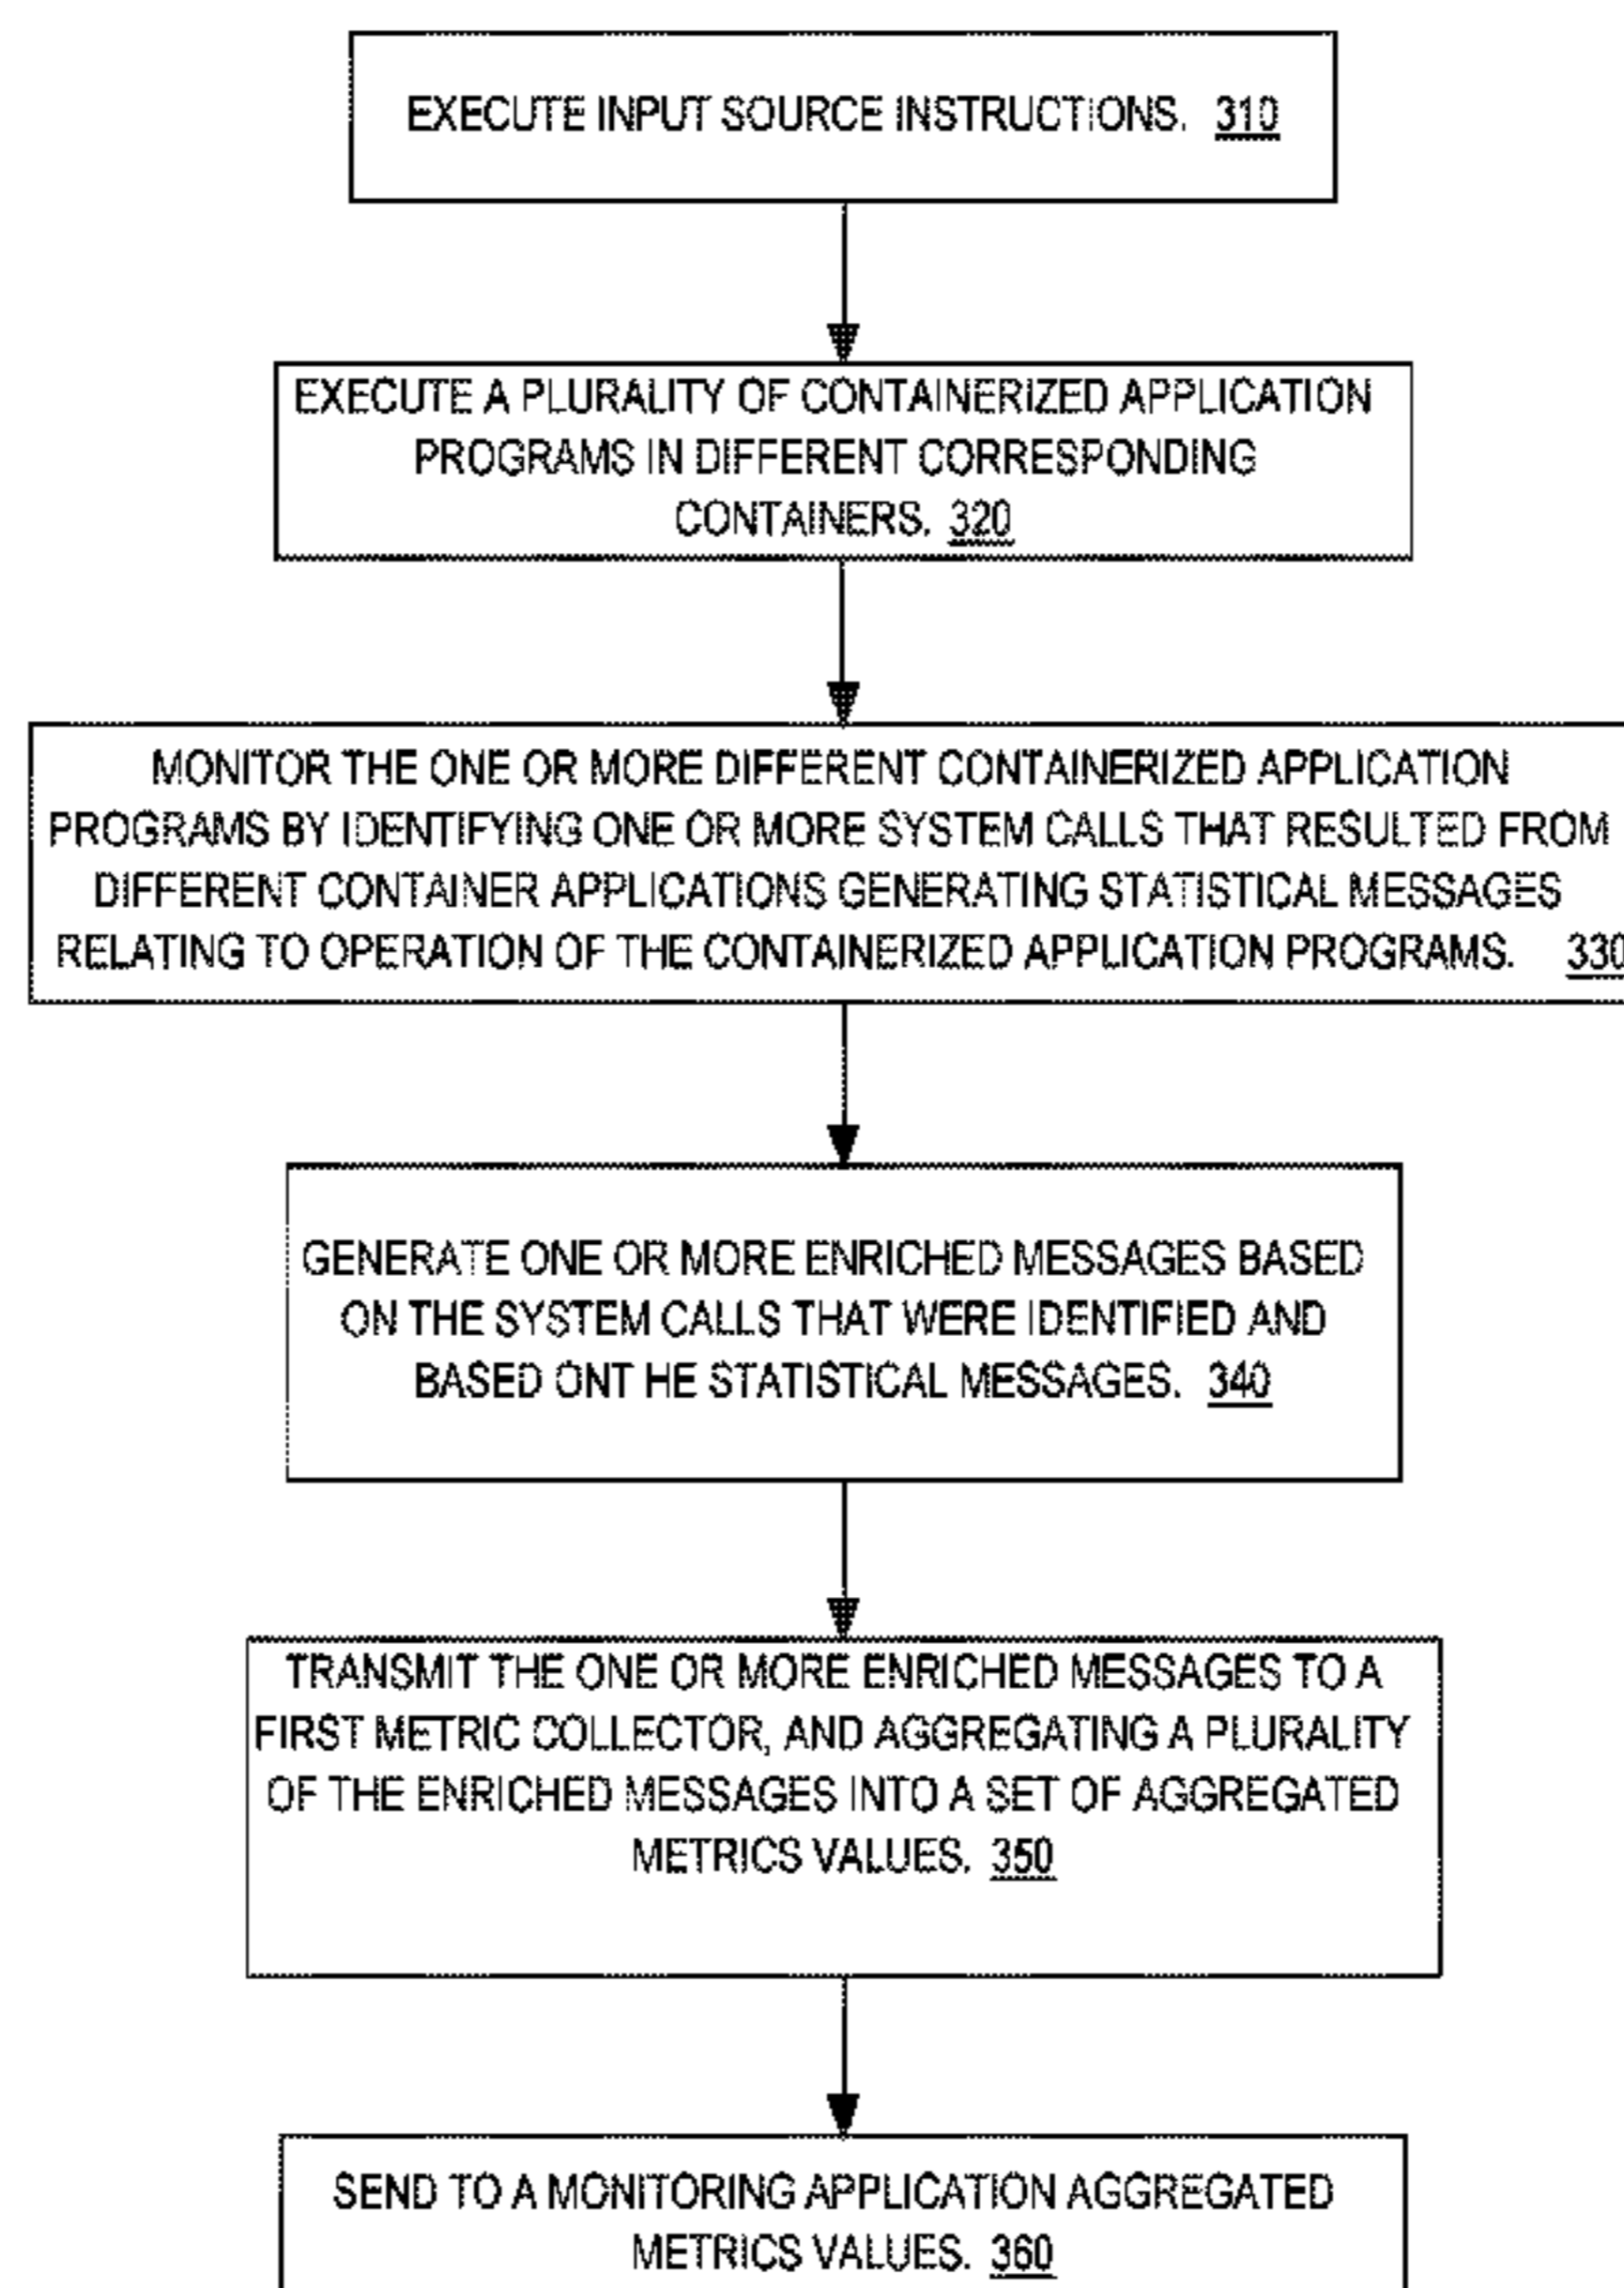 EXECUTE INPUT SOURCE INSTRUCTIONS. 310
EXECUTE A PLURALITY OF CONTAINERIZED APPLICATION
PROGRAMS IN DIFFERENT CORRESPONDING
CONTAINERS. 320
MONITOR THE ONE OR MORE DIFFERENT CONTAINERIZED APPLICATION
PROGRAMS BY IDENTIFYING ONE OR MORE SYSTEM CALLS THAT RESULTED FROM
DIFFERENT CONTAINER APPLICATIONS GENERATING STATISTICAL MESSAGES
RELATING TO OPERATION OF THE CONTAINERIZED APPLICATION PROGRAMS. 330
GENERATE ONE OR MORE ENRICHED MESSAGES BASED
ON THE SYSTEM CALLS THAT WERE IDENTIFIED AND
BASED ONT HE STATISTICAL MESSAGES. 340
TRANSMIT THE ONE OR MORE ENRICHED MESSAGES TO A
FIRST METRIC COLLECTOR, AND AGGREGATING A PLURALITY
OF THE ENRICHED MESSAGES INTO A SET OF AGGREGATED
METRICS VALUES. 350
SEND TO A MONITORING APPLICATION AGGREGATED
METRICS VALUES. 360